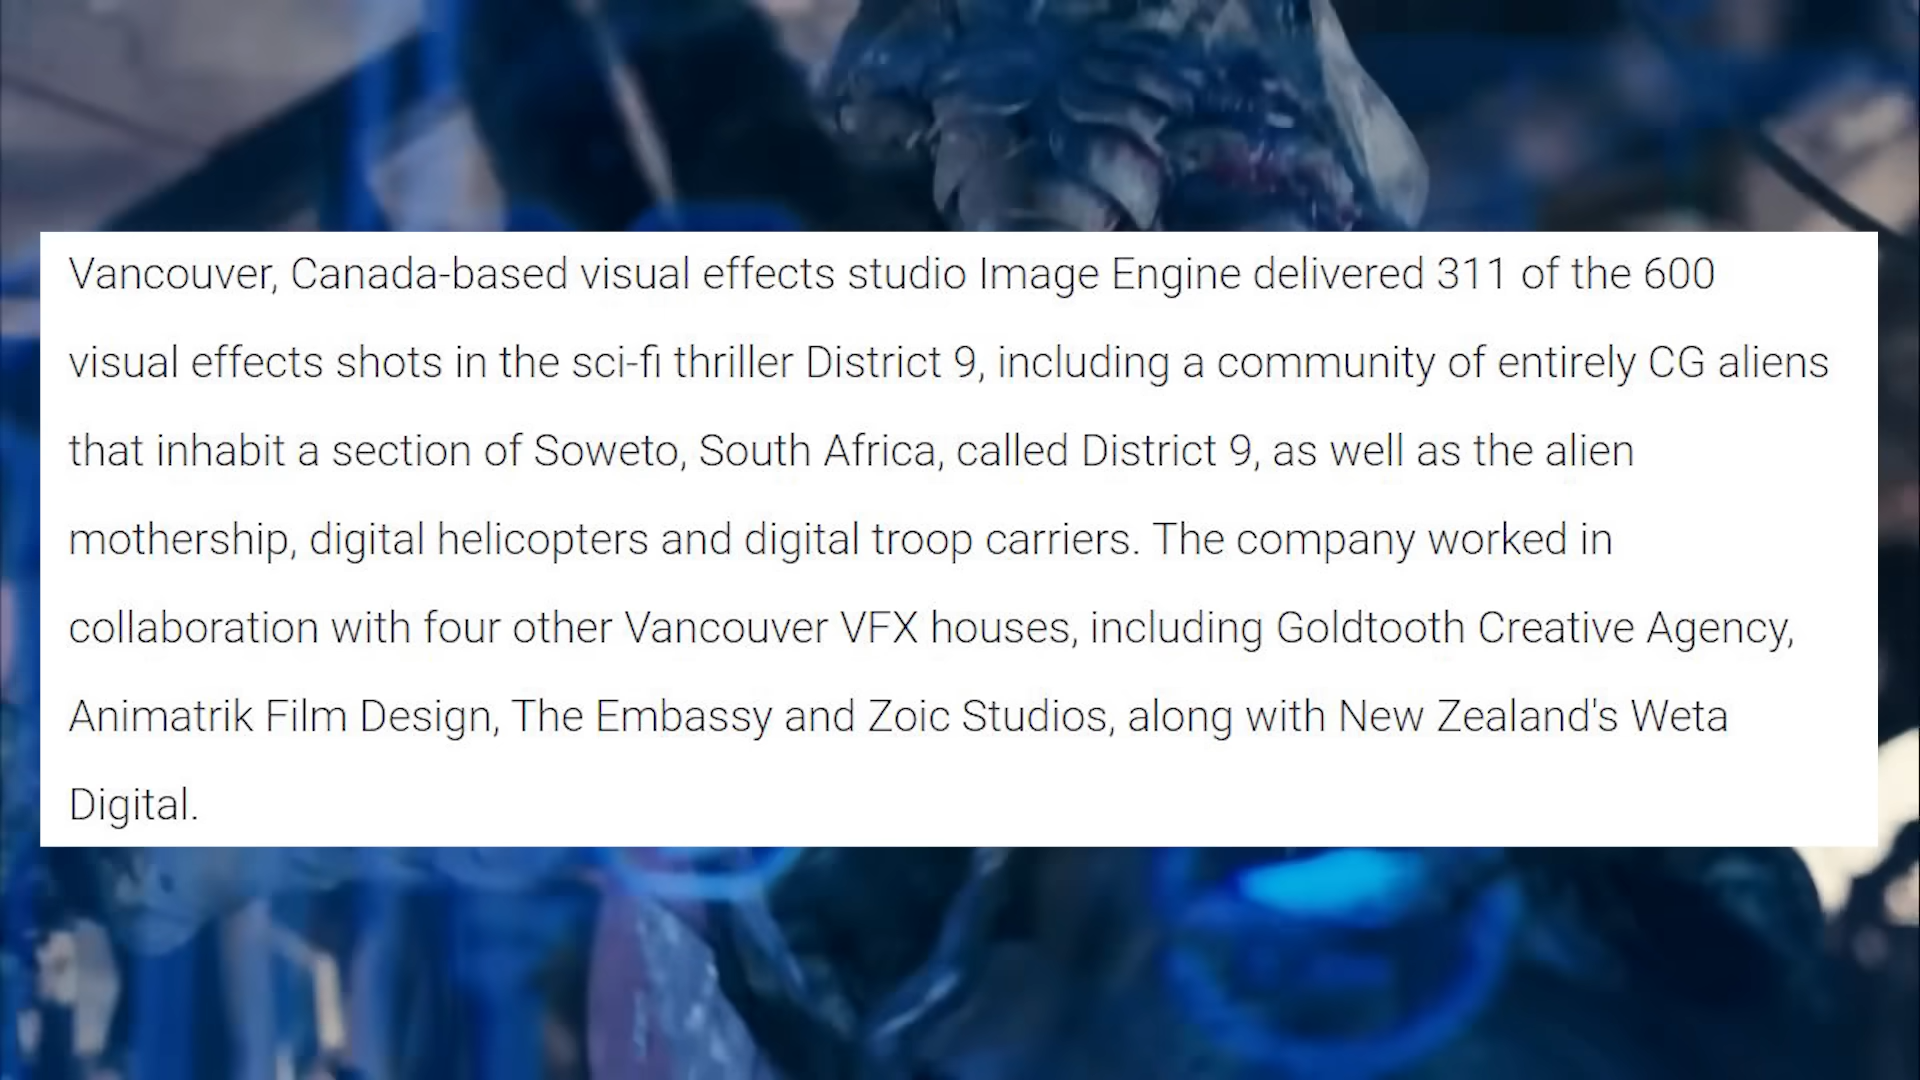 Vancouver, Canada-based visual effects studio Image Engine delivered 311 of the 600
visual effects shots in the sci-fi thriller District 9, including a community of entirely CG aliens
that inhabit a section of Soweto, South Africa, called District 9, as well as the alien
mothership, digital helicopters and digital troop carriers. The company worked in
collaboration with four other Vancouver VFX houses, including Goldtooth Creative Agency,
Animatrik Film Design, The Embassy and Zoic Studios, along with New Zealand's Weta
Digital.